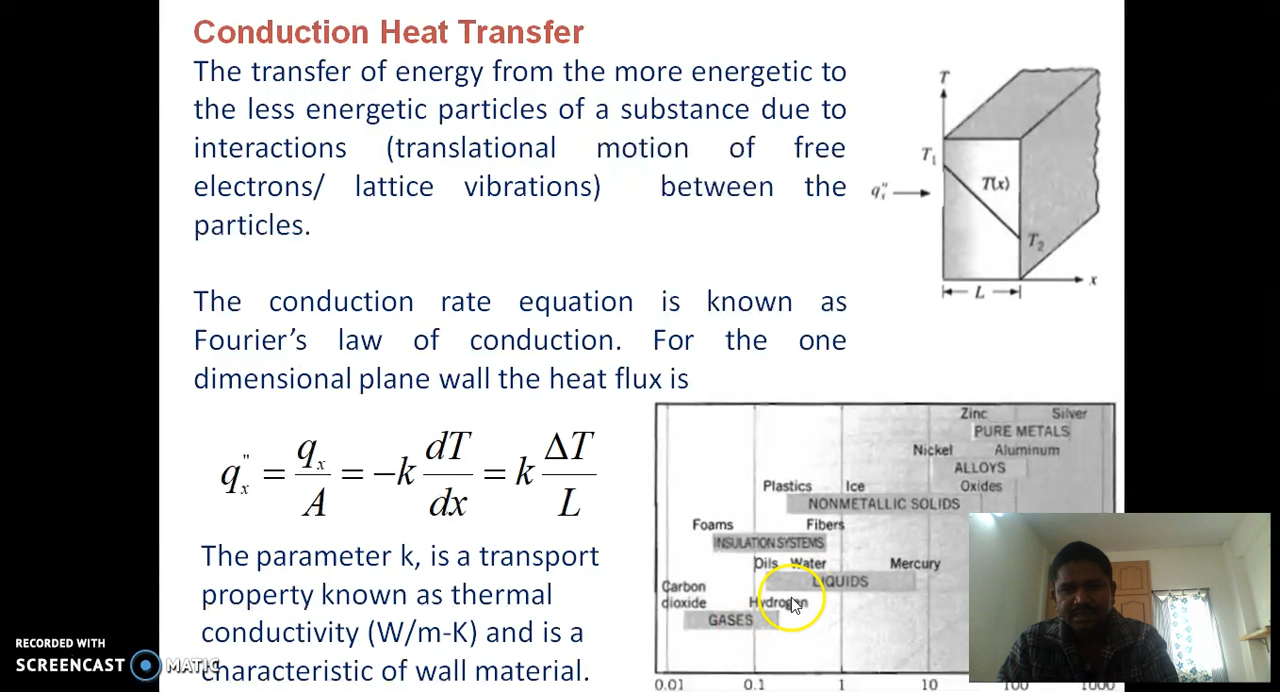 Conduction Heat Transfer
The transfer of energy from the more energetic to
the less energetic particles of a substance due to
interactions (translational motion of free
electrons/ lattice vibrations) between the
particles.
The conduction rate equation is known as
Fourier's law of conduction. For the one
dimensional plane wall the heat flux is
q"x = qx/A = −k dT/dx = k ΔT/L
The parameter k, is a transport
property known as thermal
conductivity (W/m-K) and is a
characteristic of wall material.
T
T1
T(x)
q"x
T2
x
L
Zinc Silver
PURE METALS
Nickel Aluminum
ALLOYS
Plastics Ice Oxides
NONMETALLIC SOLIDS
Foams Fibers
INSULATION SYSTEMS
Oils Water Mercury
LIQUIDS
Carbon
dioxide Hydrogen
GASES
0.01 0.1 1 10 100 1000
RECORDED WITH
SCREENCAST MATIC